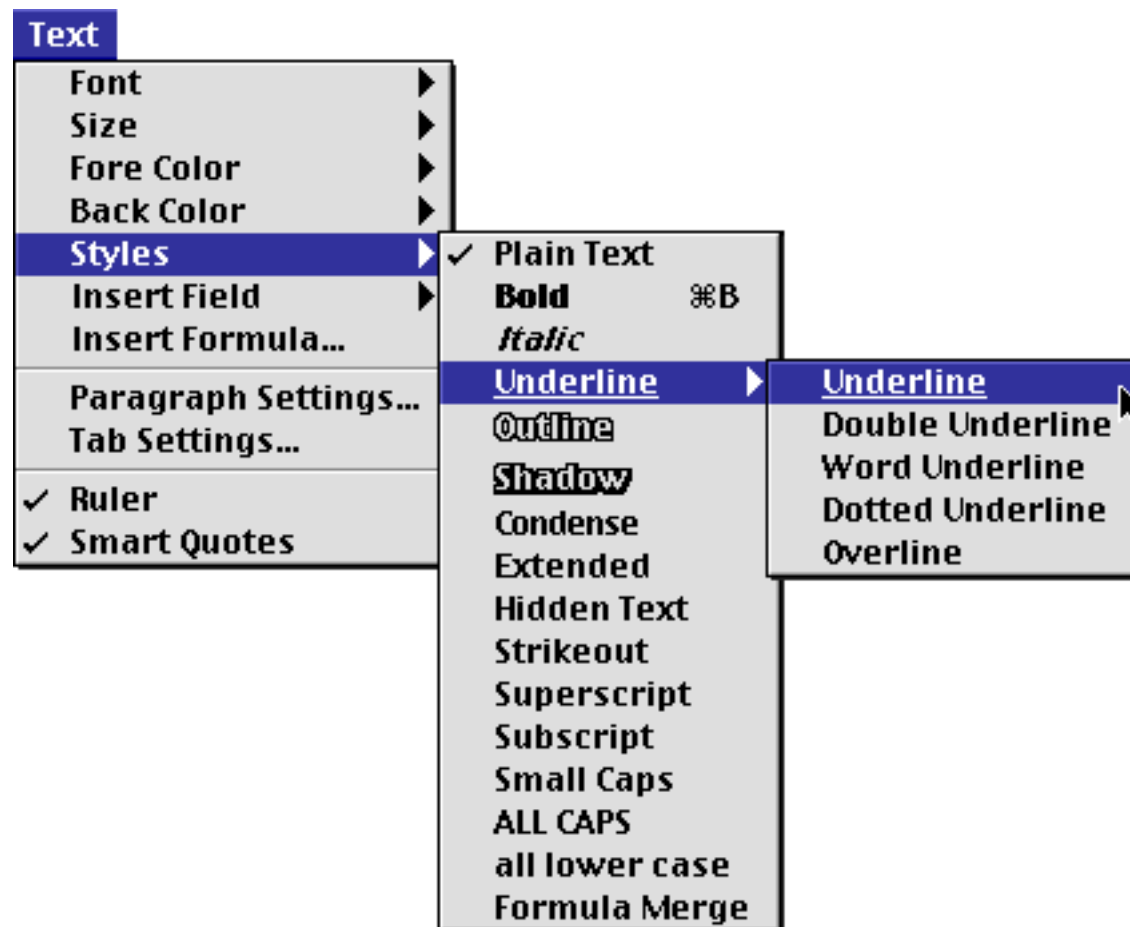 Text
Font
Size
Fore Color
Back Color
Styles
Insert Field
Insert Formula...
Paragraph Settings...
Tab Settings...
Ruler
Smart Quotes
Plain Text
Bold ⌘B
Italic
Underline
Outline
Shadow
Condense
Extended
Hidden Text
Strikeout
Superscript
Subscript
Small Caps
ALL CAPS
all lower case
Formula Merge
Underline
Double Underline
Word Underline
Dotted Underline
Overline